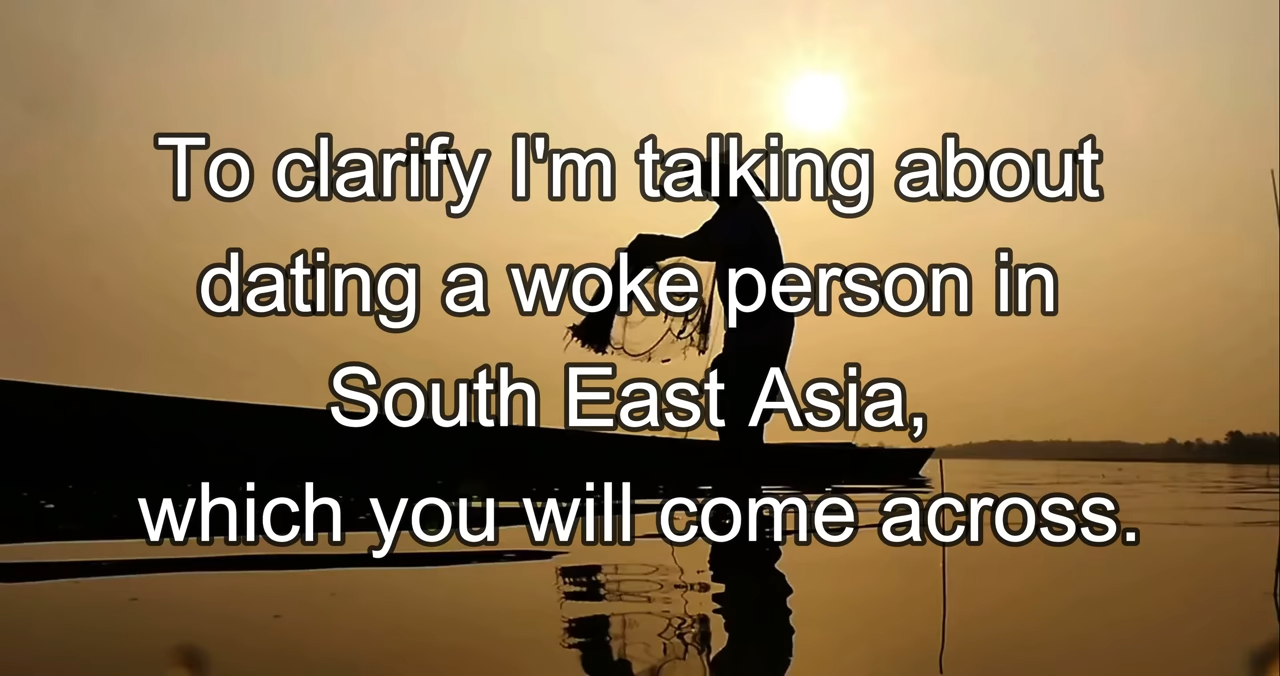 To clarify I'm talking about
dating a woke person in
South East Asia,
which you will come across.